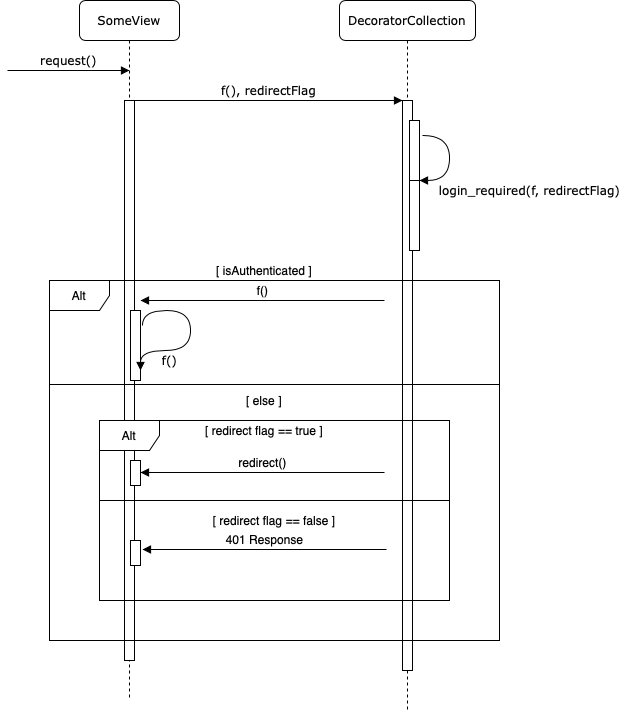 SomeView
DecoratorCollection
request()
f(), redirectFlag
login_required(f, redirectFlag)
[ isAuthenticated ]
Alt
f()
f()
[ else ]
Alt
[ redirect flag == true ]
redirect()
[ redirect flag == false ]
401 Response